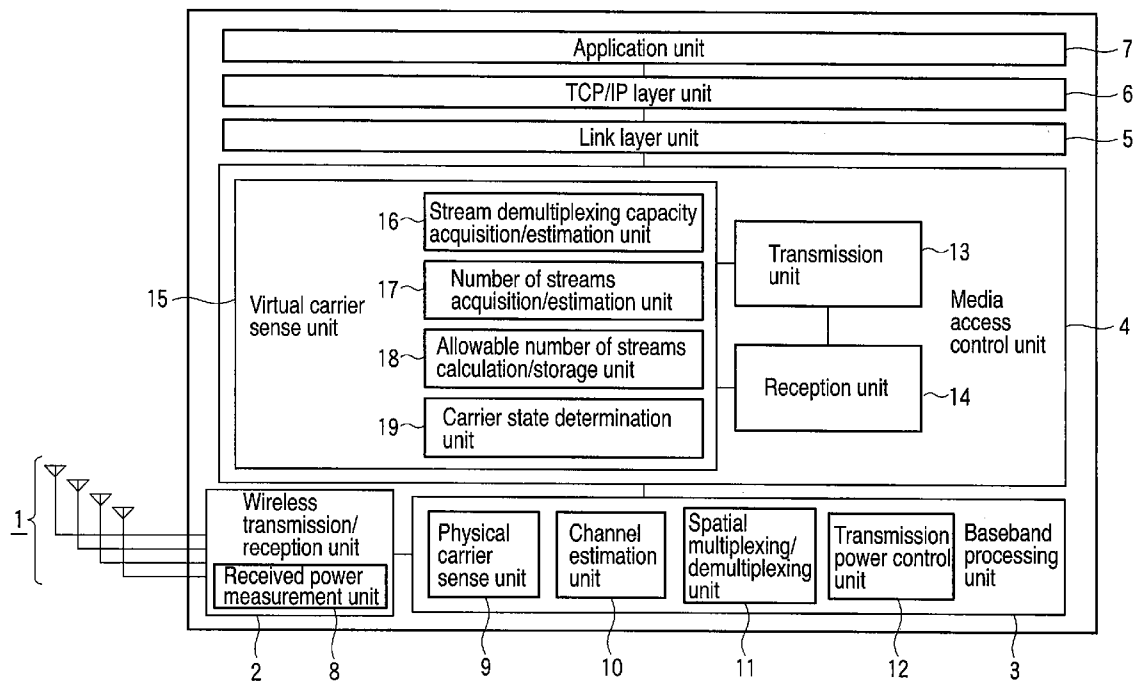 Application unit
7
TCP/IP layer unit
6
Link layer unit
5
16
Stream demultiplexing capacity
acquisition/estimation unit
17
Number of streams
acquisition/estimation unit
18
Allowable number of streams
calculation/storage unit
19
Carrier state determination
unit
15
Virtual carrier
sense unit
Transmission
unit
13
Reception unit
14
Media
access
control unit
4
1
Wireless
transmission/
reception unit
Received power
measurement unit
Physical
carrier
sense unit
Channel
estimation
unit
Spatial
multiplexing/
demultiplexing
unit
Transmission
power control
unit
Baseband
processing
unit
2
8
9
10
11
12
3